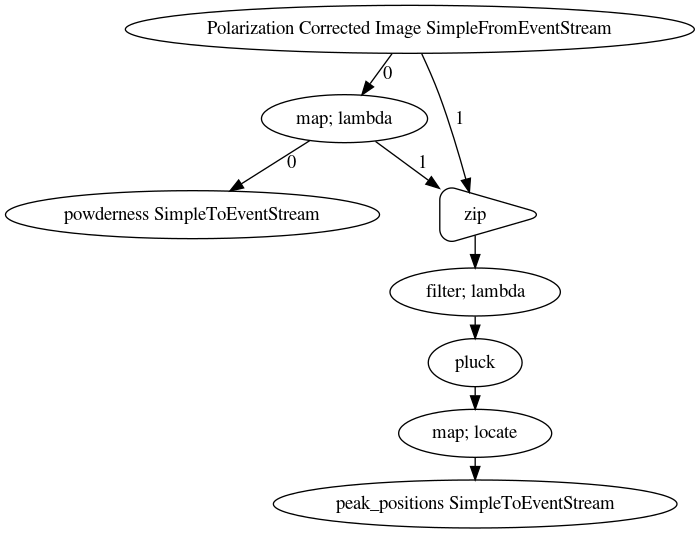 Polarization Corrected Image SimpleFromEventStream
0
map; lambda
1
0
1
powderness SimpleToEventStream
zip
filter; lambda
pluck
map; locate
peak_positions SimpleToEventStream